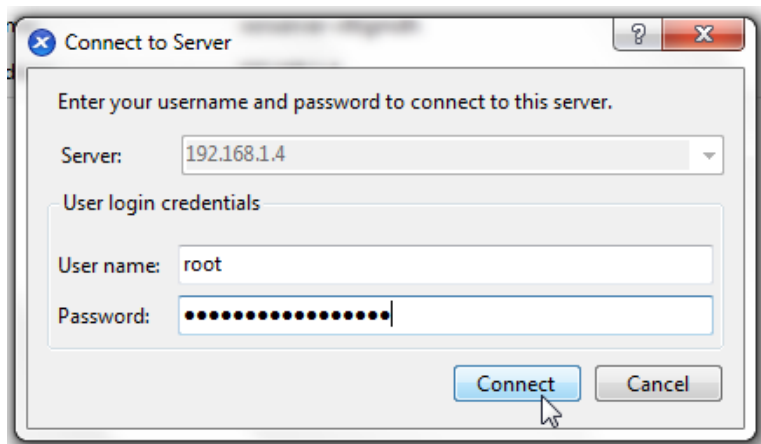 Connect to Server
Enter your username and password to connect to this server.
Server: 192.168.1.4
User login credentials
User name: root
Password: ●●●●●●●●●●●●●●●●●
Connect Cancel